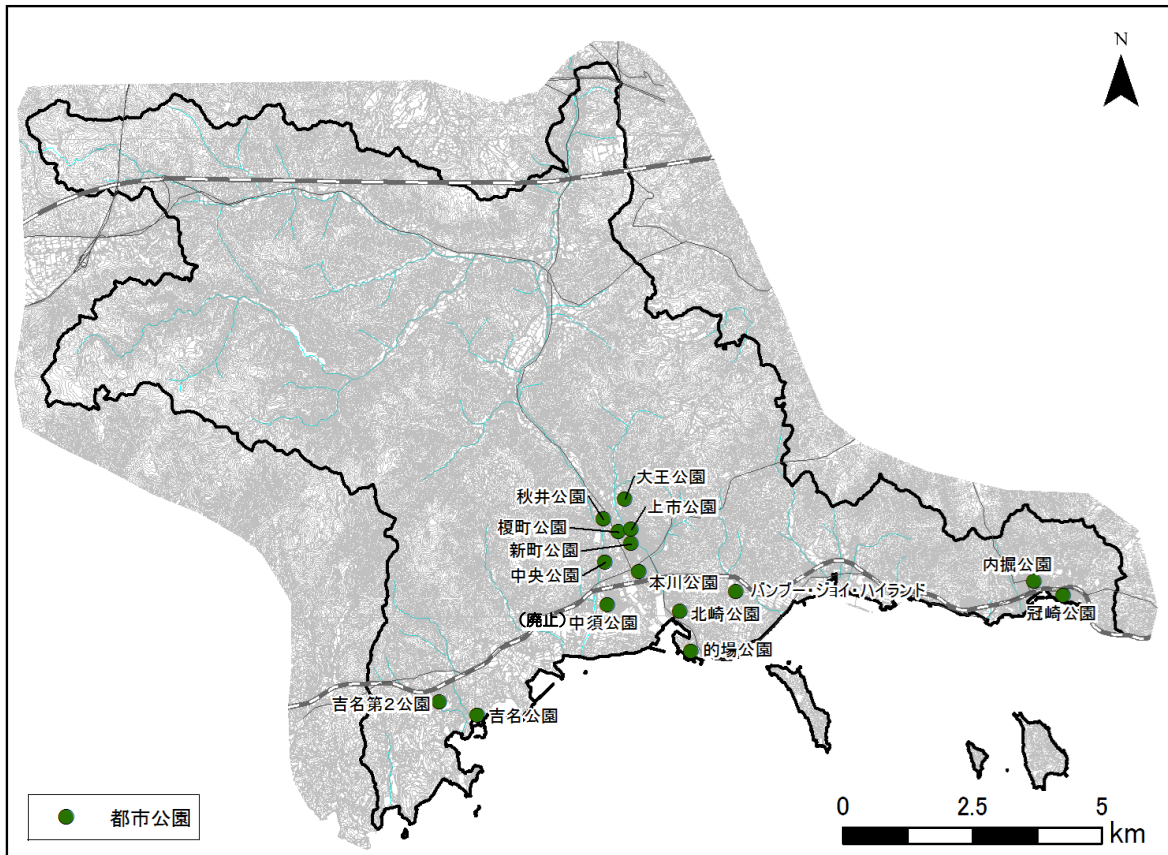 N
大王公園
秋井公園
上市公園
榎町公園
新町公園
中央公園
本川公園
内掘公園
バンブー・ジョイ・ハイランド
冠崎公園
(廃止)中須公園
北崎公園
的場公園
吉名第2公園
吉名公園
都市公園
0 2.5 5
km